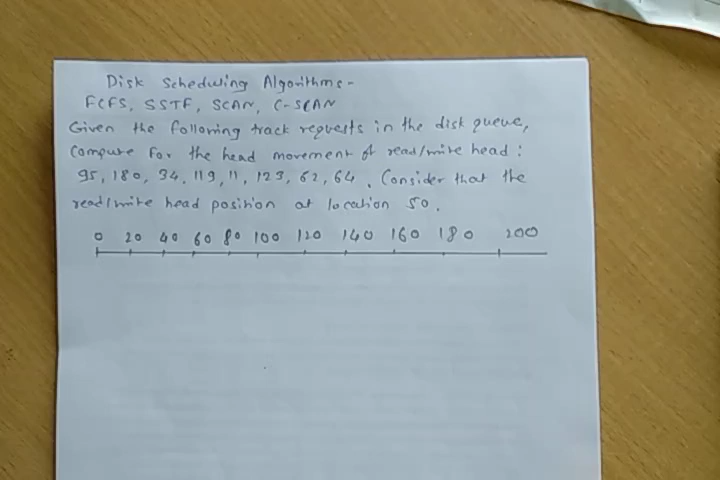 Disk Scheduling Algorithms-
FCFS, SSTF, SCAN, C-SCAN
Given the following track requests in the disk queue,
Compute for the head movement of read/write head:
95, 180, 34, 119, 11, 123, 62, 64. Consider that the
read/write head position at location 50.
0 20 40 60 80 100 120 140 160 180 200